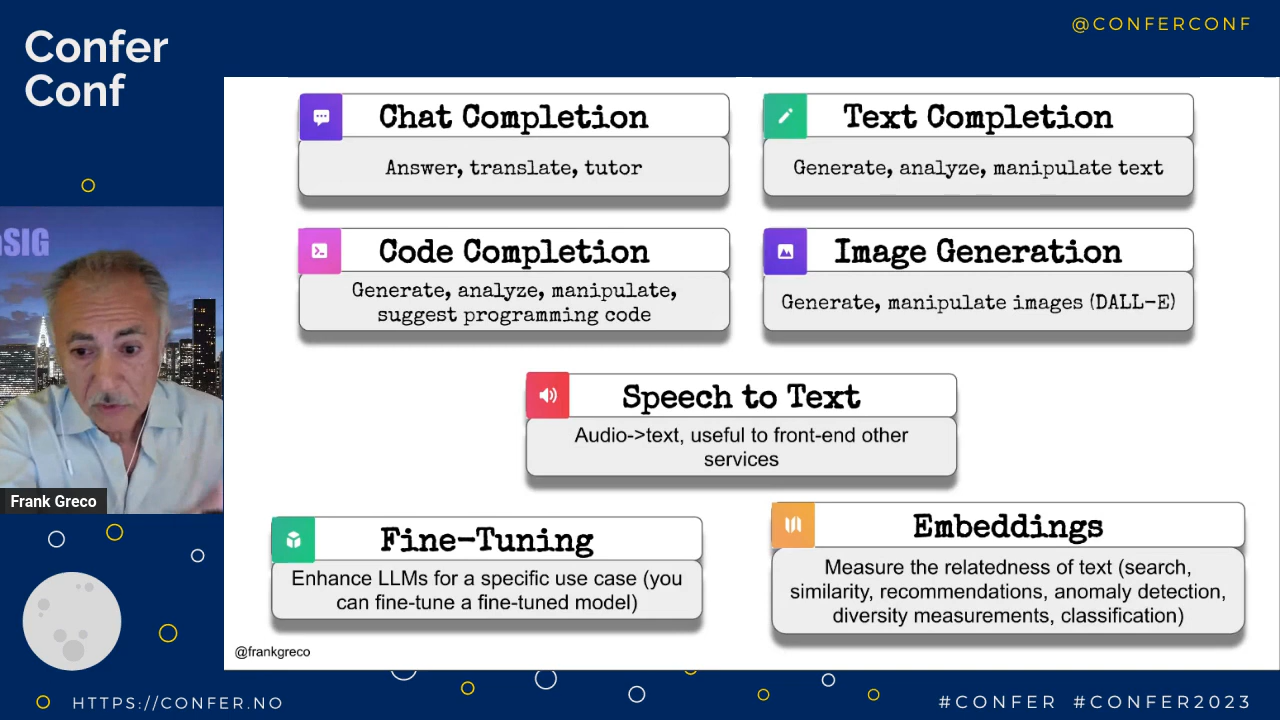 Confer
Conf
@CONFERCONF
Chat Completion
Answer, translate, tutor
Text Completion
Generate, analyze, manipulate text
Code Completion
Generate, analyze, manipulate,
suggest programming code
Image Generation
Generate, manipulate images (DALL-E)
Speech to Text
Audio->text, useful to front-end other
services
Fine-Tuning
Enhance LLMs for a specific use case (you
can fine-tune a fine-tuned model)
Embeddings
Measure the relatedness of text (search,
similarity, recommendations, anomaly detection,
diversity measurements, classification)
@frankgreco
SIG
Frank Greco
HTTPS://CONFER.NO
#CONFER #CONFER2023